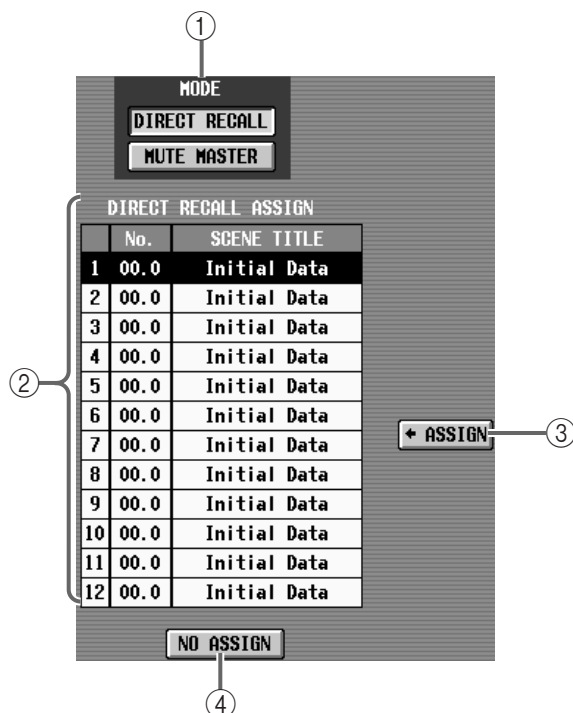 ①
MODE
DIRECT RECALL
MUTE MASTER
DIRECT RECALL ASSIGN
No. SCENE TITLE
1 00.0 Initial Data
2 00.0 Initial Data
3 00.0 Initial Data
4 00.0 Initial Data
② 5 00.0 Initial Data
6 00.0 Initial Data
7 00.0 Initial Data ← ASSIGN ③
8 00.0 Initial Data
9 00.0 Initial Data
10 00.0 Initial Data
11 00.0 Initial Data
12 00.0 Initial Data
NO ASSIGN
④